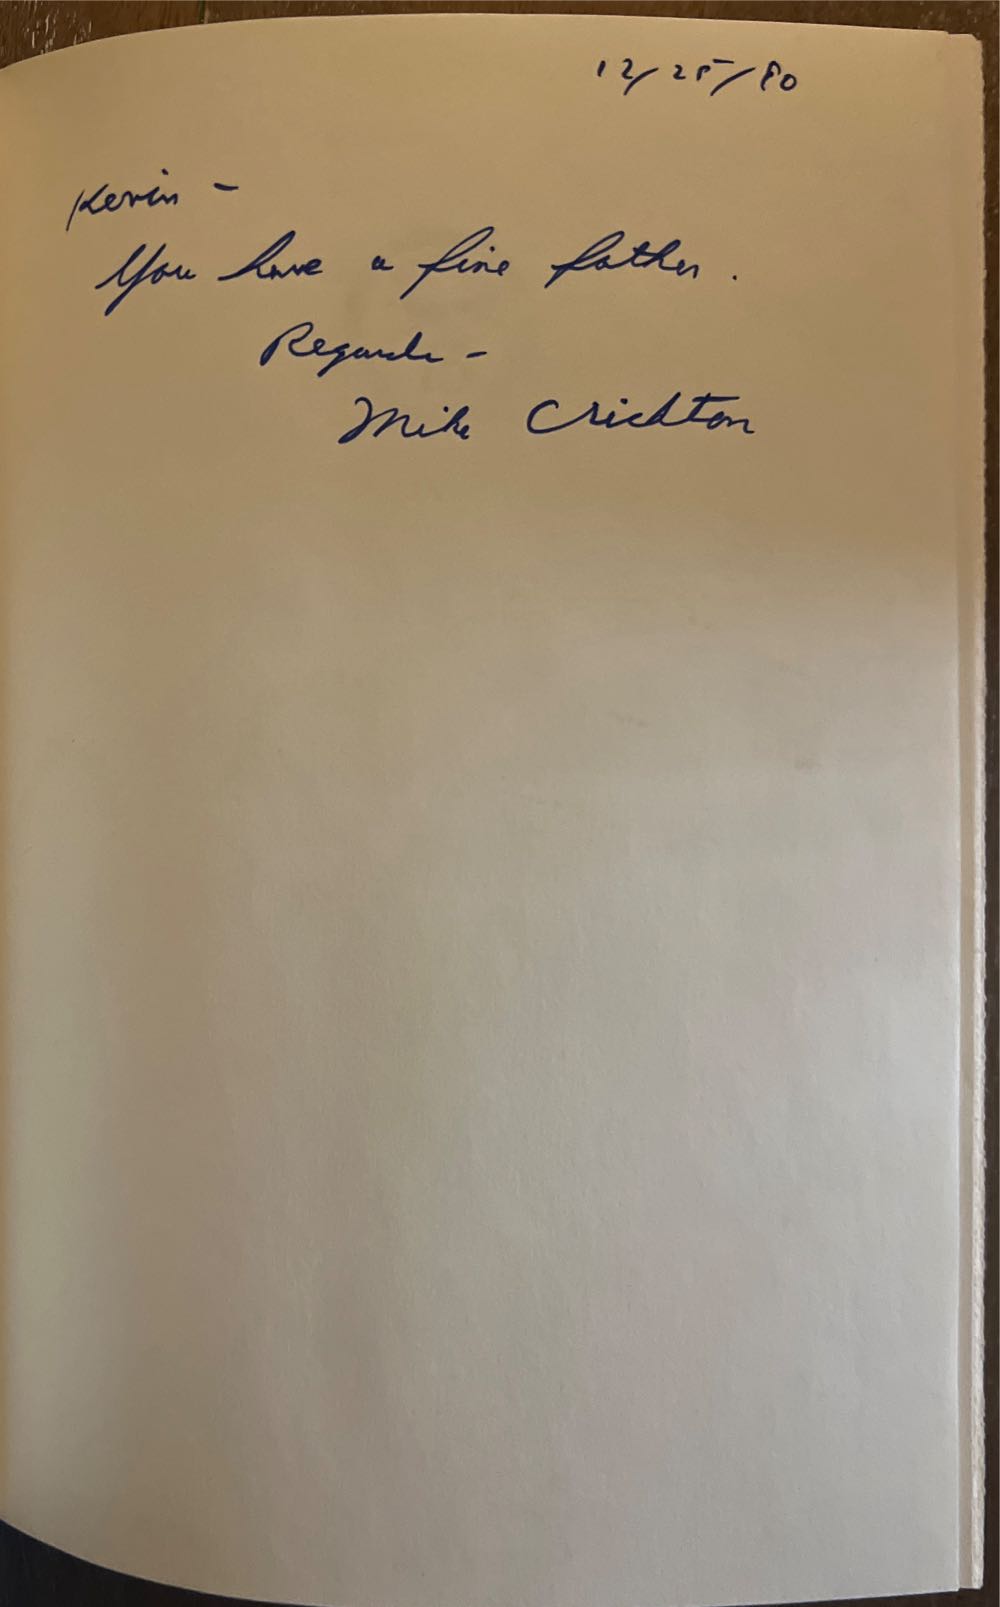 12/25/80
Kevin -
You have a fine father.
Regards -
Mike Crichton